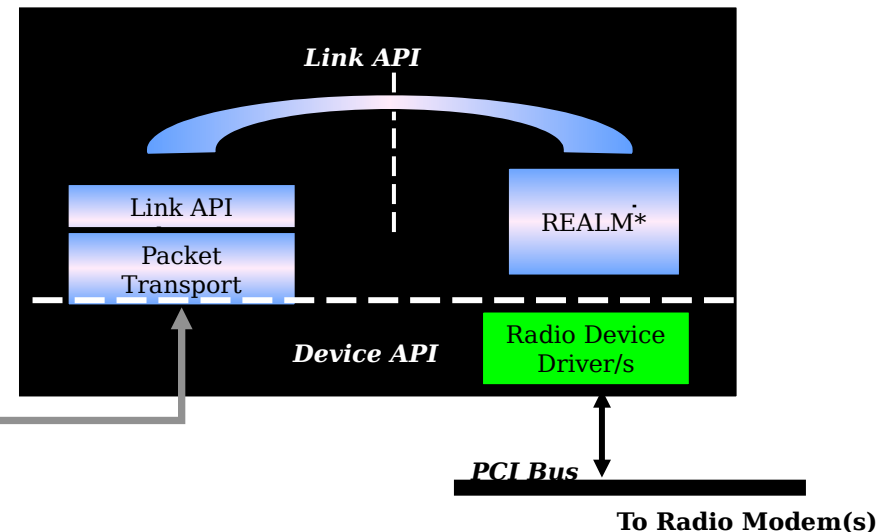 Link API
Link API
REALM*
Packet
Transport
Radio Device
Driver/s
Device API
PCI Bus
To Radio Modem(s)